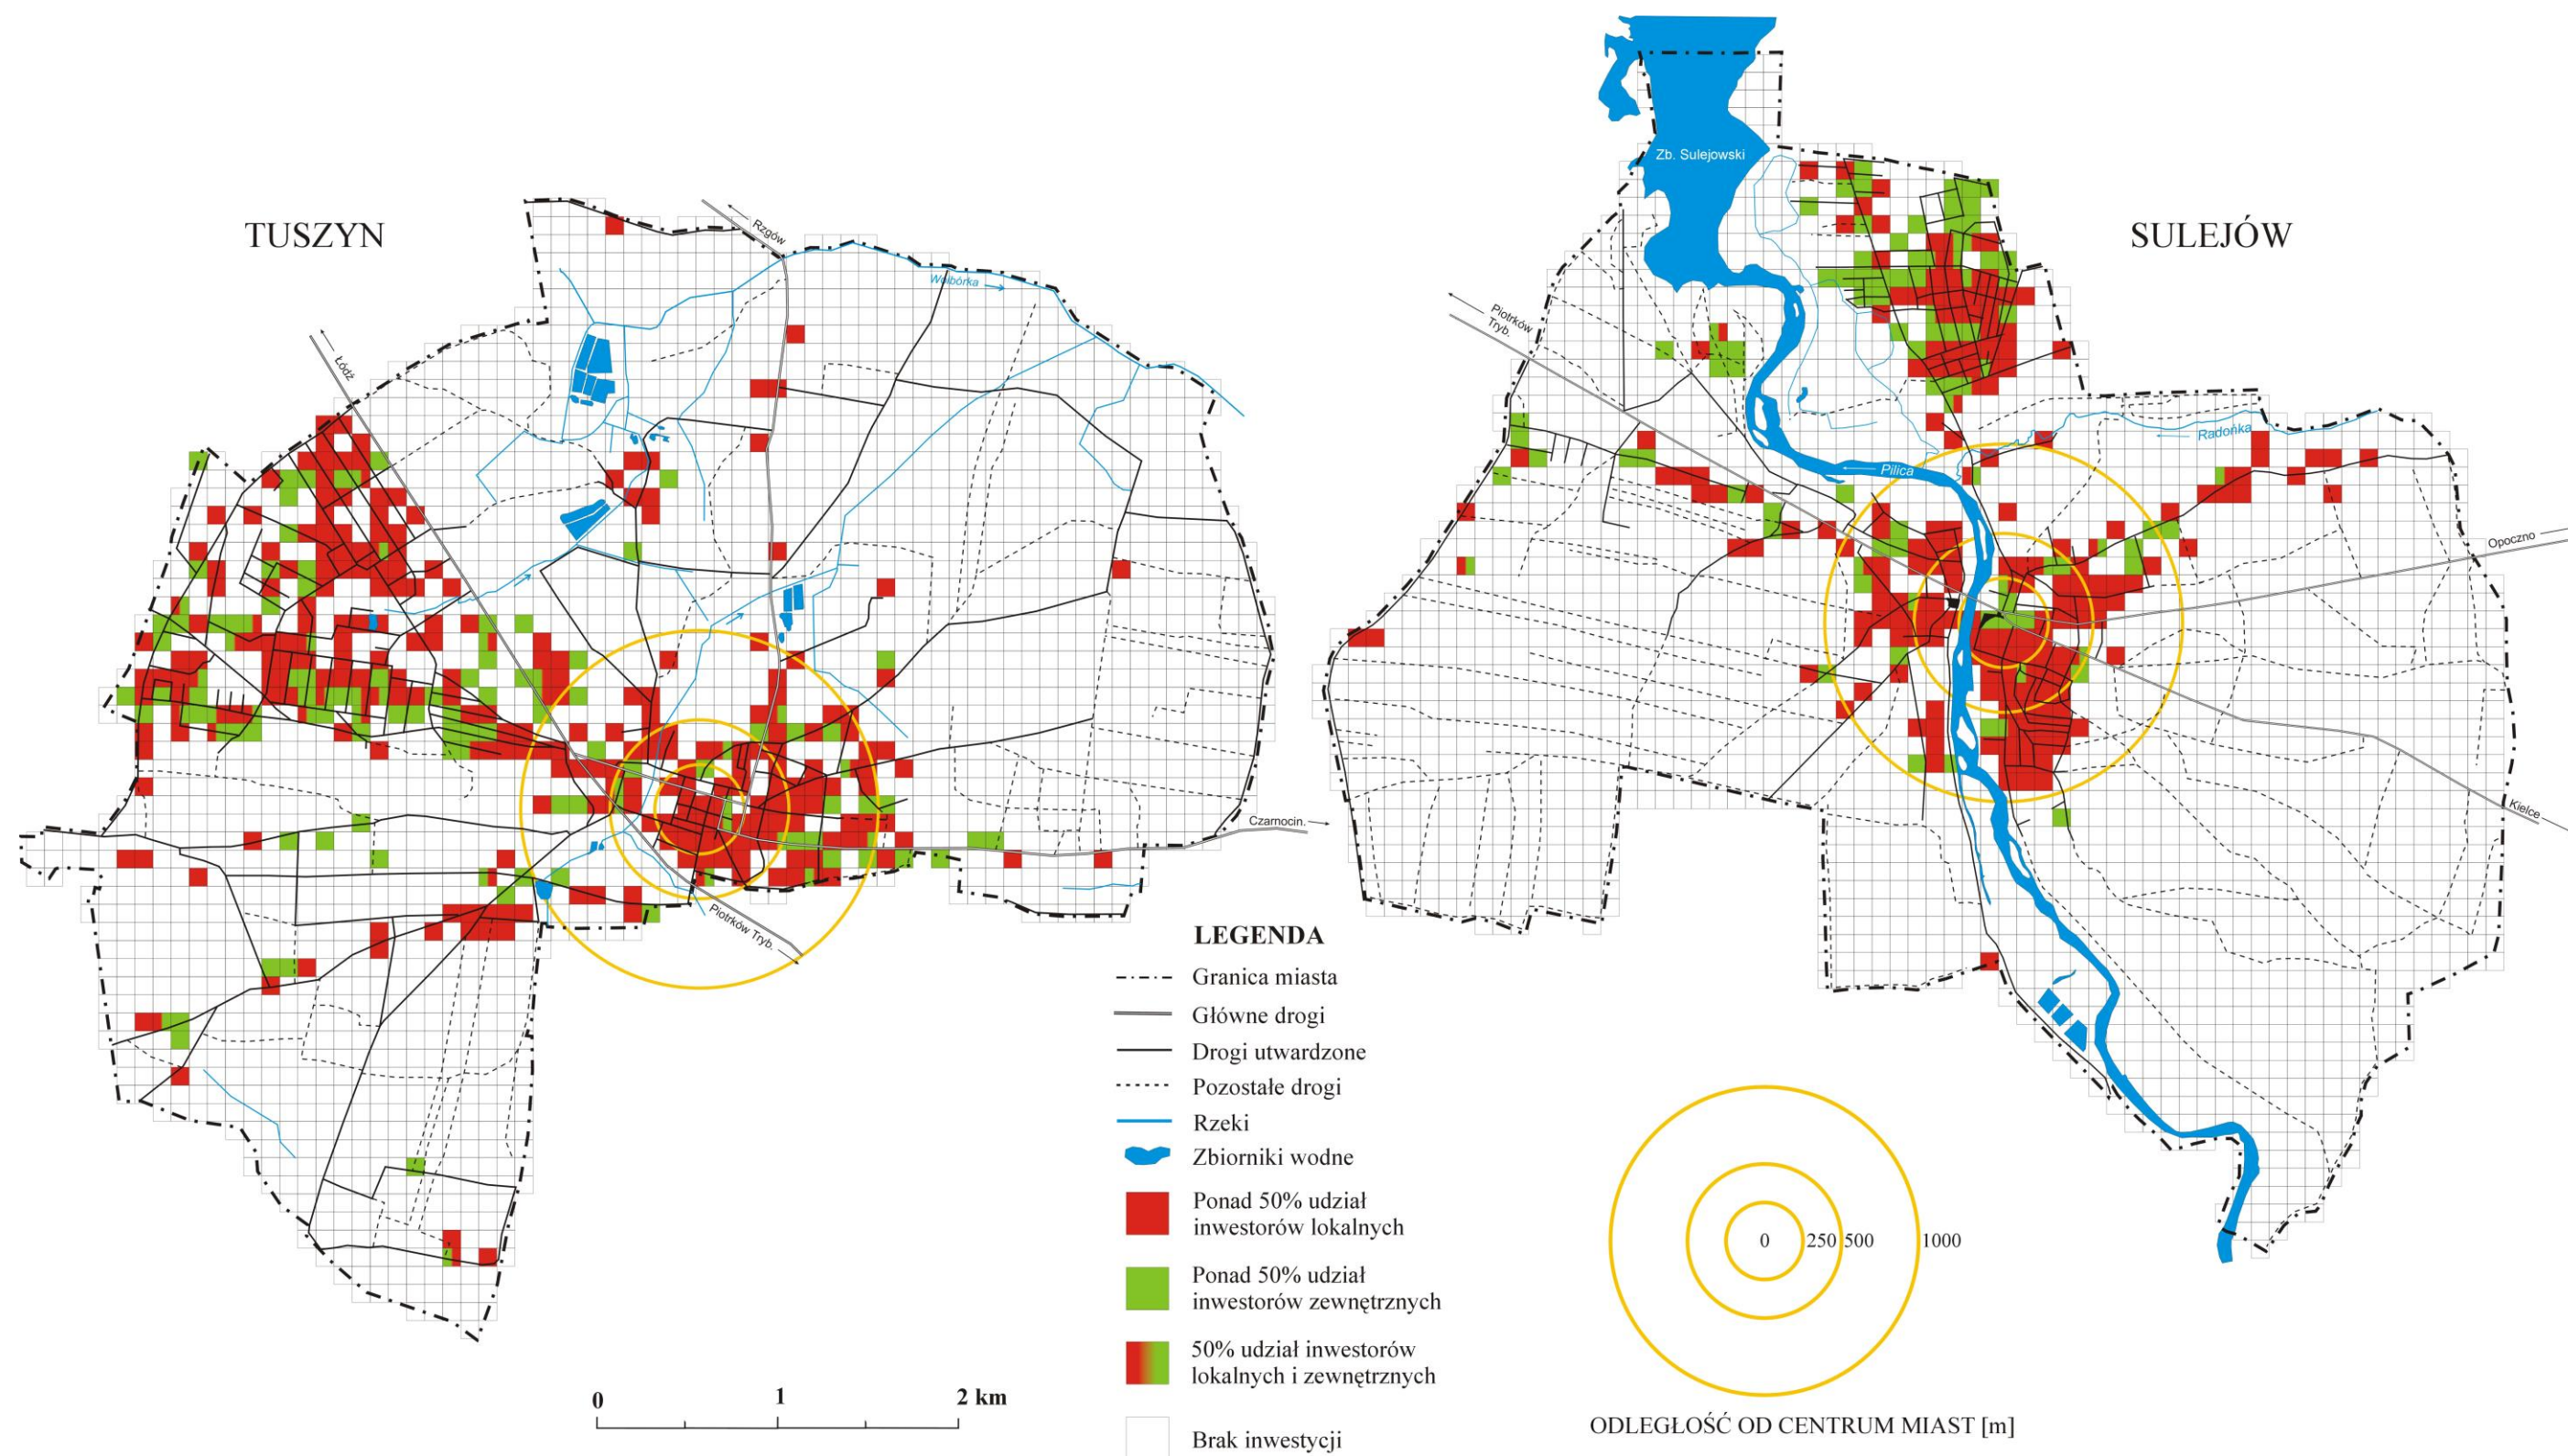 TUSZYN
Rzgów
Wolbórka
Łódź
Czarnocin.
Piotrków Tryb.
SULEJÓW
Zb. Sulejowski
Piotrków
Tryb.
Pilica
Radońka
Opoczno
Kielce
LEGENDA
Granica miasta
Główne drogi
Drogi utwardzone
Pozostałe drogi
Rzeki
Zbiorniki wodne
Ponad 50% udział
inwestorów lokalnych
Ponad 50% udział
inwestorów zewnętrznych
50% udział inwestorów
lokalnych i zewnętrznych
Brak inwestycji
0 1 2 km
0 250 500 1000
ODLEGŁOŚĆ OD CENTRUM MIAST [m]